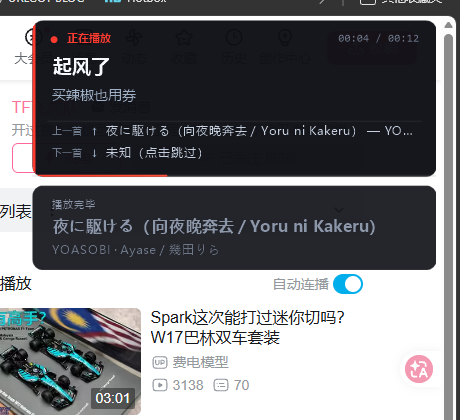 正在播放
00:04 / 00:12
起风了
买辣椒也用券
上一首 ↑ 夜に駆ける（向夜晚奔去 / Yoru ni Kakeru） — YO...
下一首 ↓ 未知（点击跳过）
列表
播放完毕
夜に駆ける（向夜晚奔去 / Yoru ni Kakeru）
YOASOBI · Ayase / 幾田りら
播放
自动连播
Spark这次能打过迷你切吗？
W17巴林双车套装
UP 费电模型
3138
70
03:01